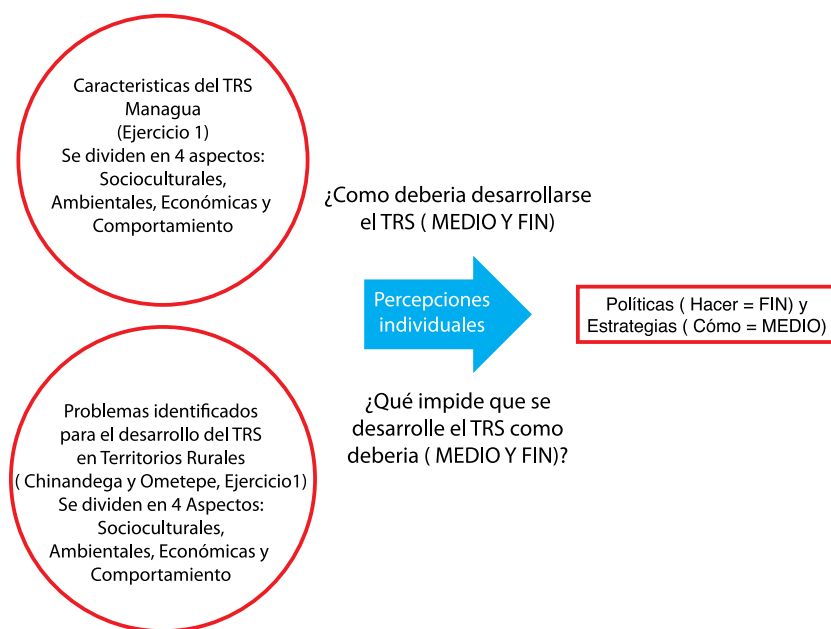 Caracteristicas del TRS
Managua
(Ejercicio 1)
Se dividen en 4 aspectos:
Socioculturales,
Ambientales, Económicas y
Comportamiento
¿Como deberia desarrollarse
el TRS ( MEDIO Y FIN)
Percepciones
individuales
Políticas ( Hacer = FIN) y
Estrategias ( Cómo = MEDIO)
¿Qué impide que se
desarrolle el TRS como
deberia ( MEDIO Y FIN)?
Problemas identificados
para el desarrollo del TRS
en Territorios Rurales
( Chinandega y Ometepe, Ejercicio1)
Se dividen en 4 Aspectos:
Socioculturales,
Ambientales, Económicas y
Comportamiento